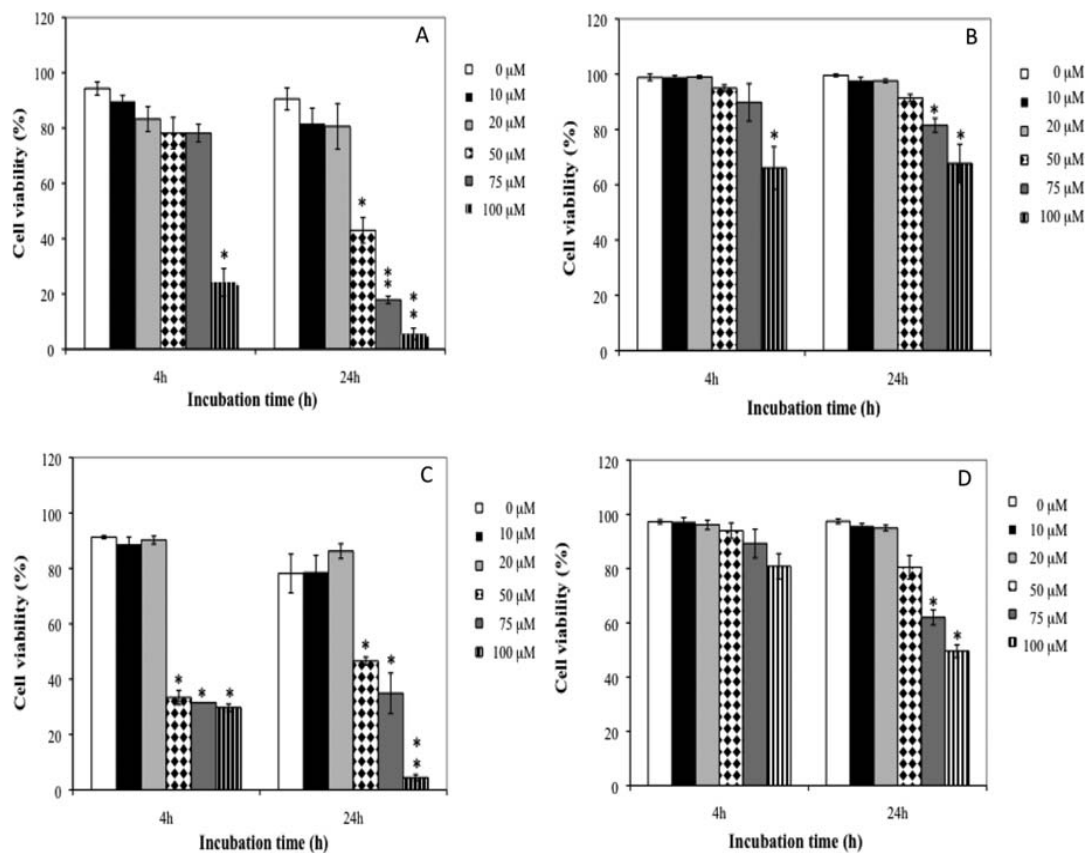 A
Cell viability (%)
120
100
80
60
40
20
0
4h
24h
Incubation time (h)
0 µM
10 µM
20 µM
50 µM
75 µM
100 µM
*
*
*
*
*
*
B
Cell viability (%)
120
100
80
60
40
20
0
4h
24h
Incubation time (h)
0 µM
10 µM
20 µM
50 µM
75 µM
100 µM
*
*
*
C
Cell viability (%)
120
100
80
60
40
20
0
4h
24h
Incubation time (h)
0 µM
10 µM
20 µM
50 µM
75 µM
100 µM
* * *
*
*
*
*
D
Cell viability (%)
120
100
80
60
40
20
0
4h
24h
Incubation time (h)
0 µM
10 µM
20 µM
50 µM
75 µM
100 µM
*
*